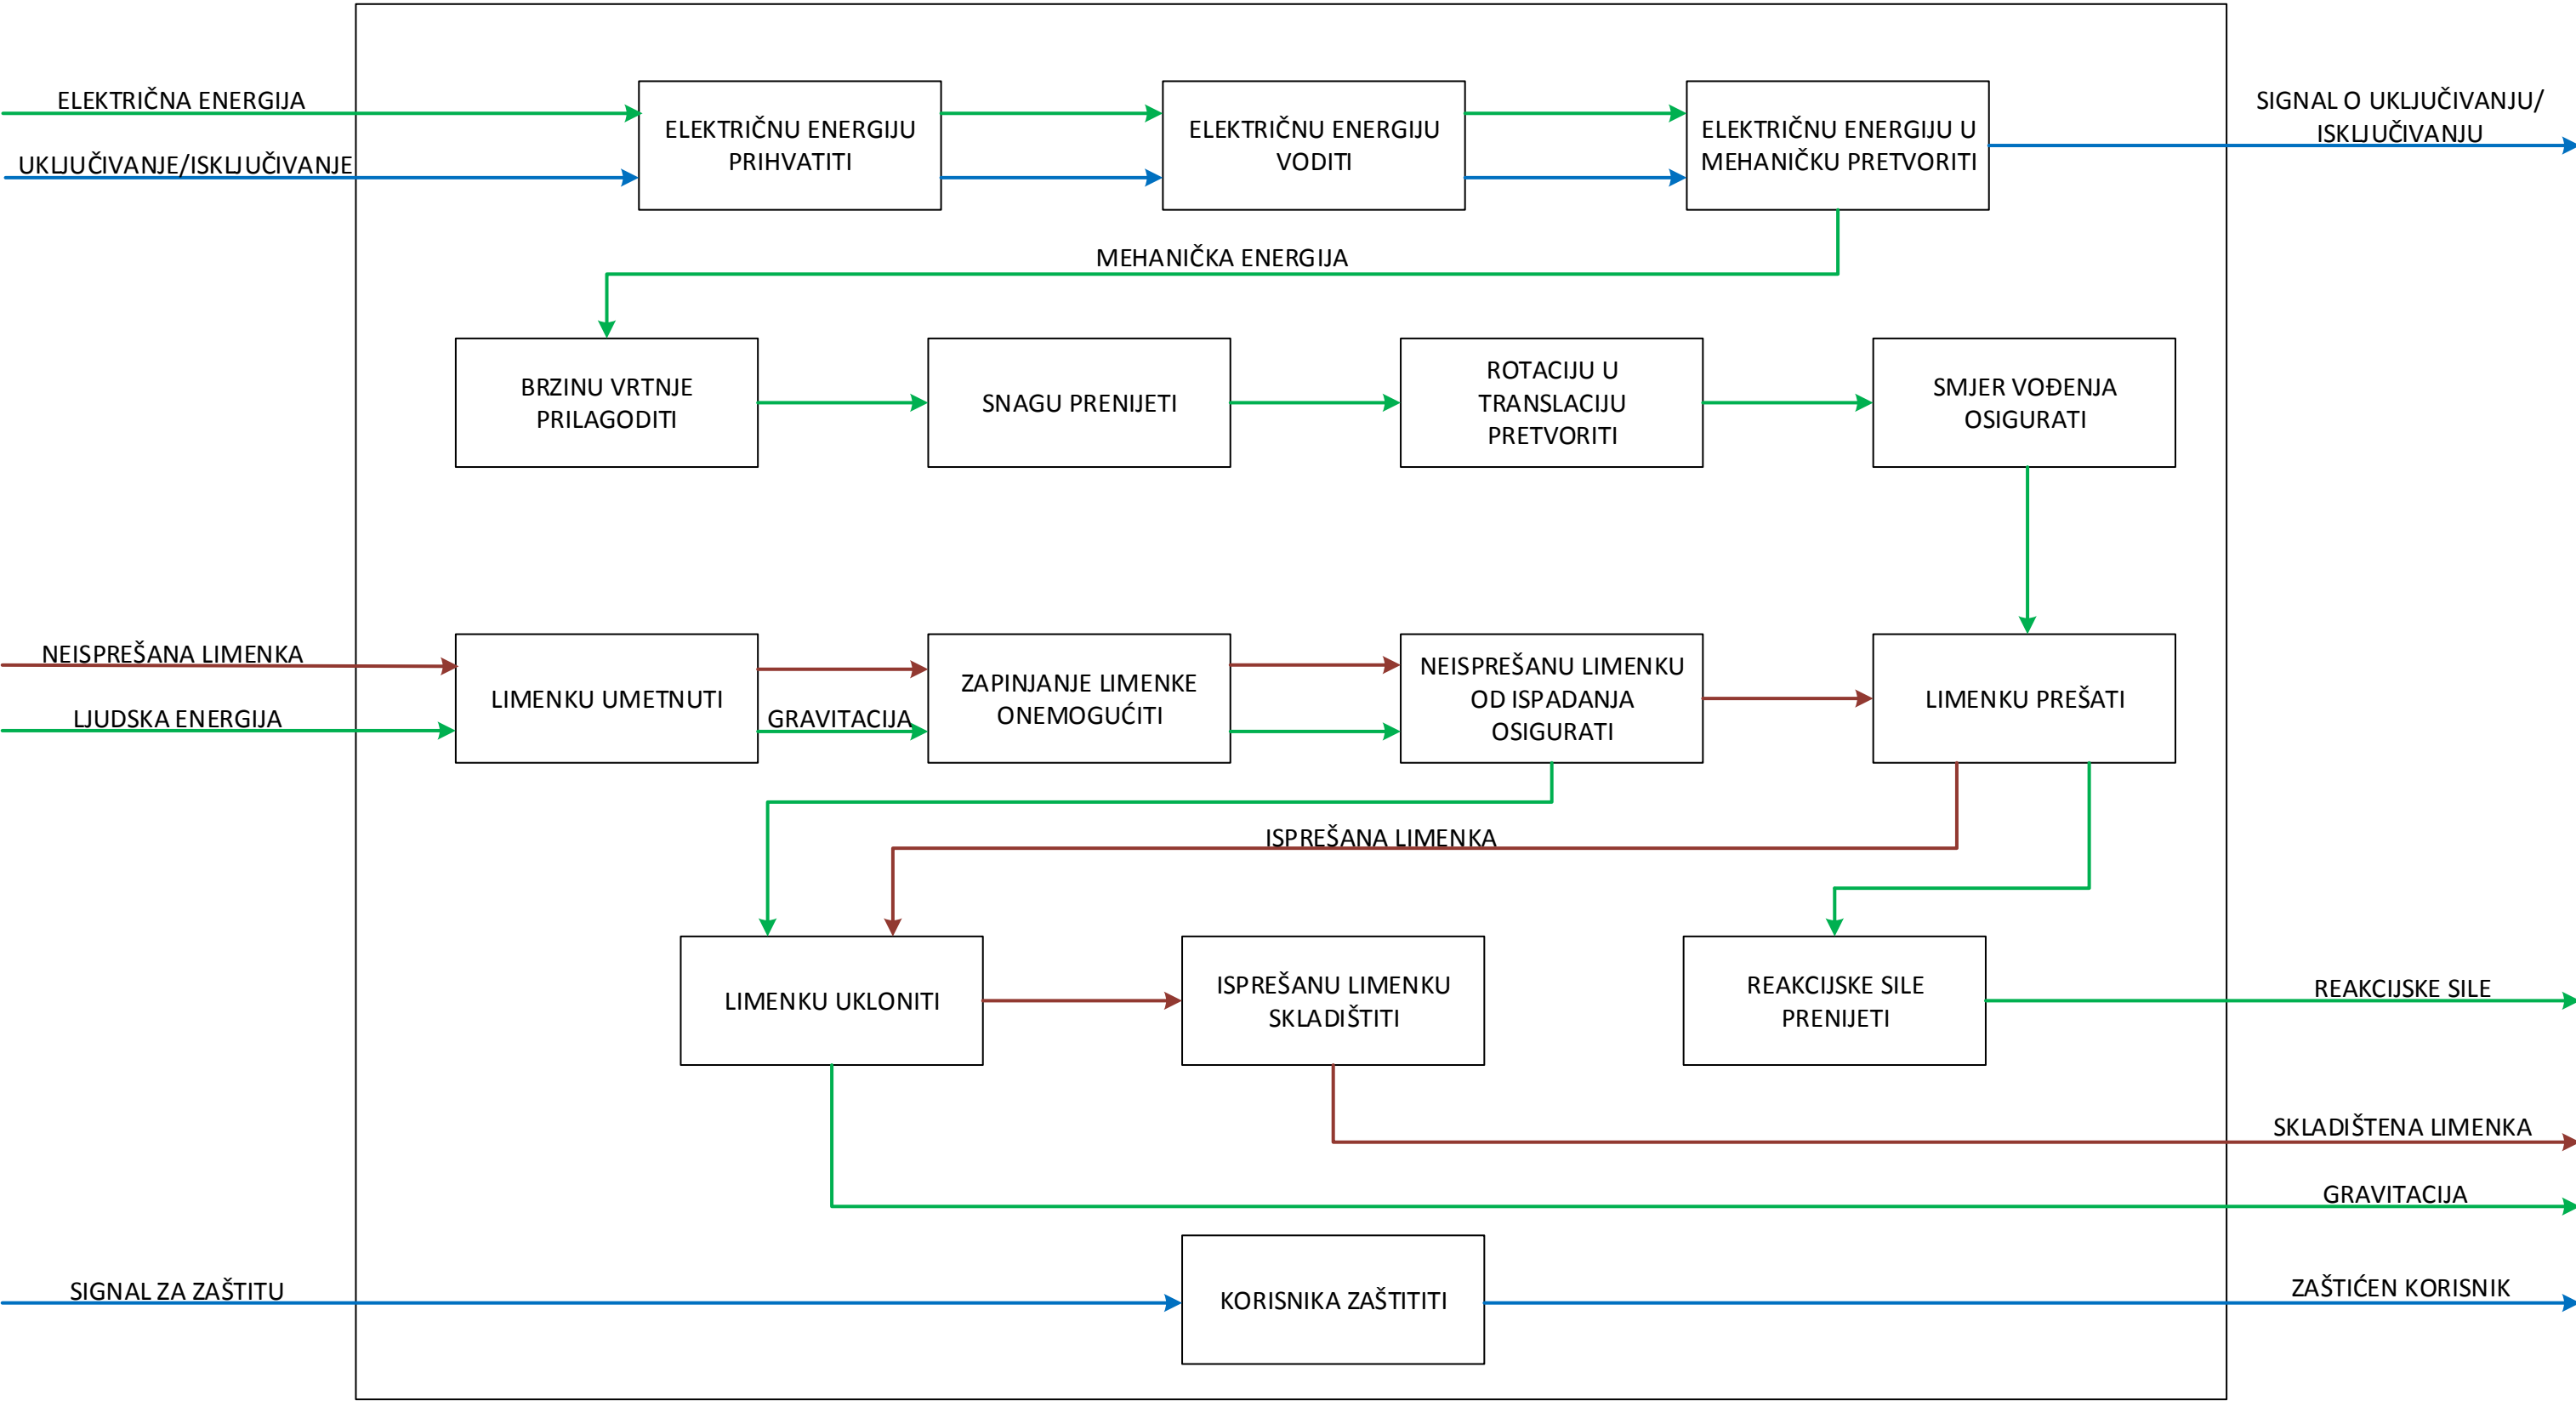 ELEKTRIČNA ENERGIJA
UKLJUČIVANJE/ISKLJUČIVANJE
ELEKTRIČNU ENERGIJU
PRIHVATITI
ELEKTRIČNU ENERGIJU
VODITI
ELEKTRIČNU ENERGIJU U
MEHANIČKU PRETVORITI
SIGNAL O UKLJUČIVANJU/
ISKLJUČIVANJU
MEHANIČKA ENERGIJA
BRZINU VRTNJE
PRILAGODITI
SNAGU PRENIJETI
ROTACIJU U
TRANSLACIJU
PRETVORITI
SMJER VOĐENJA
OSIGURATI
NEISPREŠANA LIMENKA
LJUDSKA ENERGIJA
LIMENKU UMETNUTI
GRAVITACIJA
ZAPINJANJE LIMENKE
ONEMOGUĆITI
NEISPREŠANU LIMENKU
OD ISPADANJA
OSIGURATI
LIMENKU PREŠATI
ISPREŠANA LIMENKA
LIMENKU UKLONITI
ISPREŠANU LIMENKU
SKLADIŠTITI
REAKCIJSKE SILE
PRENIJETI
REAKCIJSKE SILE
SKLADIŠTENA LIMENKA
GRAVITACIJA
SIGNAL ZA ZAŠTITU
KORISNIKA ZAŠTITITI
ZAŠTIĆEN KORISNIK